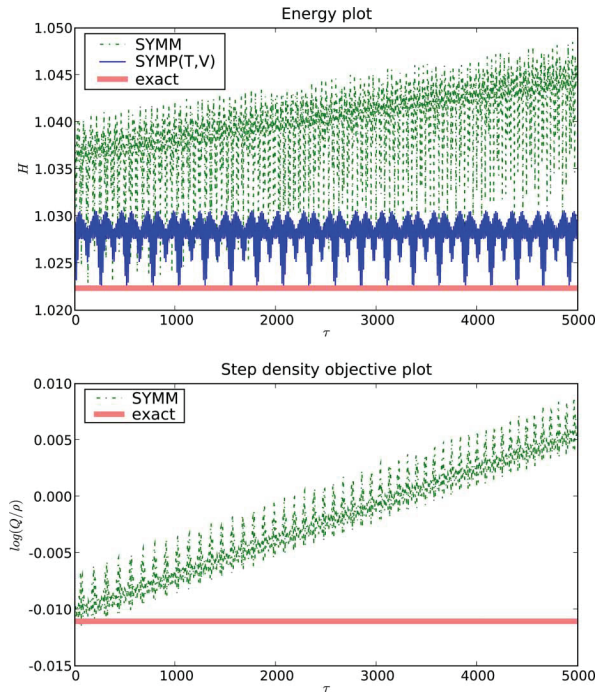 Energy plot
1.050
1.045
1.040
1.035
1.030
1.025
1.020
H
SYMM
SYMP(T,V)
exact
0 1000 2000 3000 4000 5000
τ
Step density objective plot
0.010
0.005
0.000
-0.005
-0.010
-0.015
log(Q/ρ)
SYMM
exact
0 1000 2000 3000 4000 5000
τ